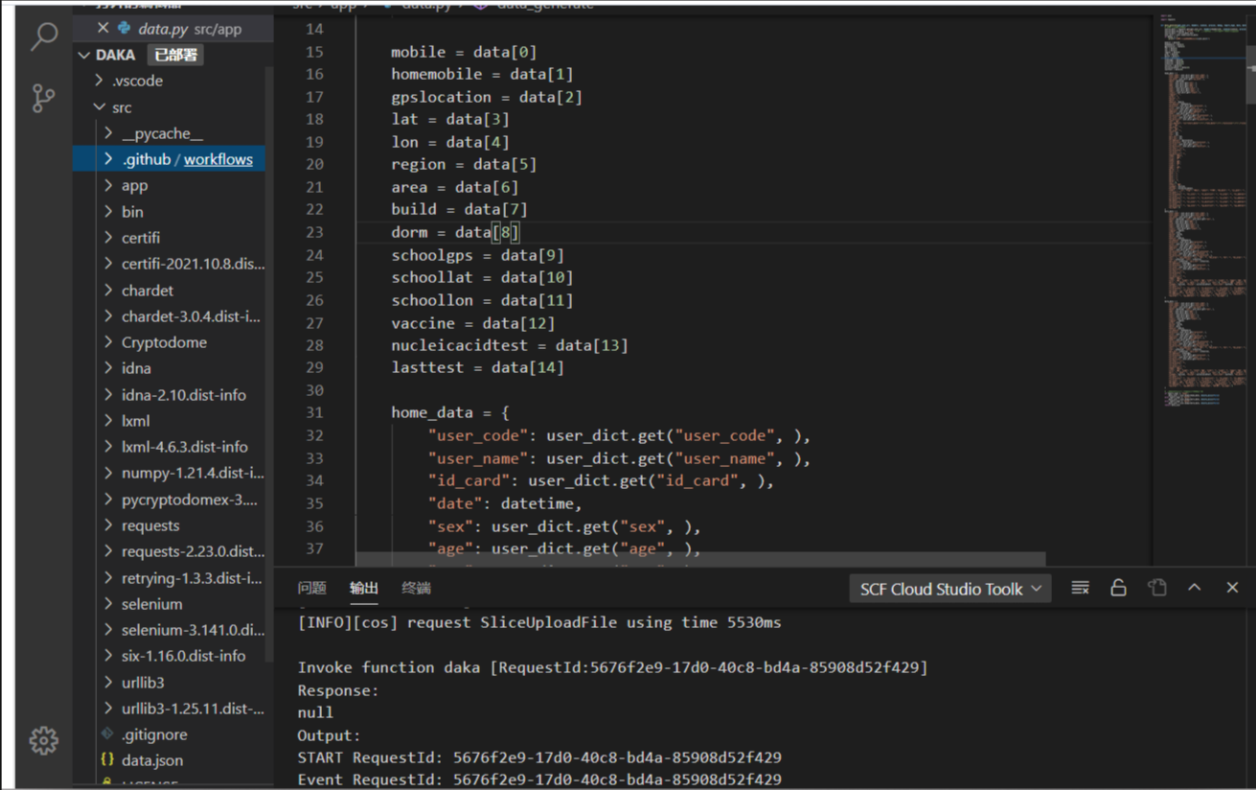 data.py src/app
DAKA 已部署
.vscode
src
__pycache__
.github / workflows
app
bin
certifi
certifi-2021.10.8.dis...
chardet
chardet-3.0.4.dist-i...
Cryptodome
idna
idna-2.10.dist-info
lxml
lxml-4.6.3.dist-info
numpy-1.21.4.dist-i...
pycryptodomex-3....
requests
requests-2.23.0.dist...
retrying-1.3.3.dist-i...
selenium
selenium-3.141.0.di...
six-1.16.0.dist-info
urllib3
urllib3-1.25.11.dist-...
.gitignore
{} data.json
14
15 mobile = data[0]
16 homemobile = data[1]
17 gpslocation = data[2]
18 lat = data[3]
19 lon = data[4]
20 region = data[5]
21 area = data[6]
22 build = data[7]
23 dorm = data[8]
24 schoolgps = data[9]
25 schoollat = data[10]
26 schoollon = data[11]
27 vaccine = data[12]
28 nucleicacidtest = data[13]
29 lasttest = data[14]
30
31 home_data = {
32 "user_code": user_dict.get("user_code", ),
33 "user_name": user_dict.get("user_name", ),
34 "id_card": user_dict.get("id_card", ),
35 "date": datetime,
36 "sex": user_dict.get("sex", ),
37 "age": user_dict.get("age", ),
问题 输出 终端 SCF Cloud Studio Toolk
[INFO][cos] request SliceUploadFile using time 5530ms
Invoke function daka [RequestId:5676f2e9-17d0-40c8-bd4a-85908d52f429]
Response:
null
Output:
START RequestId: 5676f2e9-17d0-40c8-bd4a-85908d52f429
Event RequestId: 5676f2e9-17d0-40c8-bd4a-85908d52f429